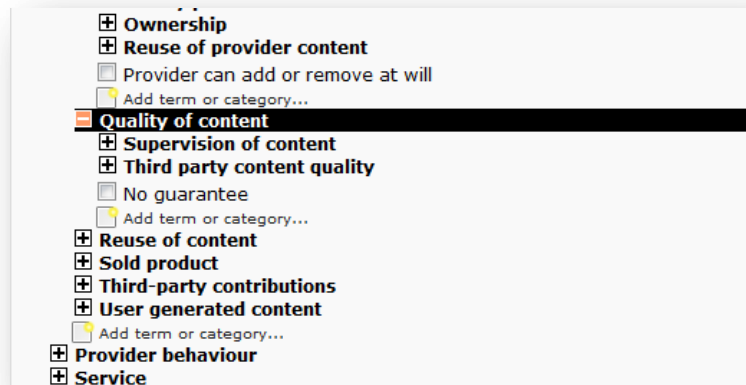 Ownership
Reuse of provider content
Provider can add or remove at will
Add term or category...
Quality of content
Supervision of content
Third party content quality
No guarantee
Add term or category...
Reuse of content
Sold product
Third-party contributions
User generated content
Add term or category...
Provider behaviour
Service